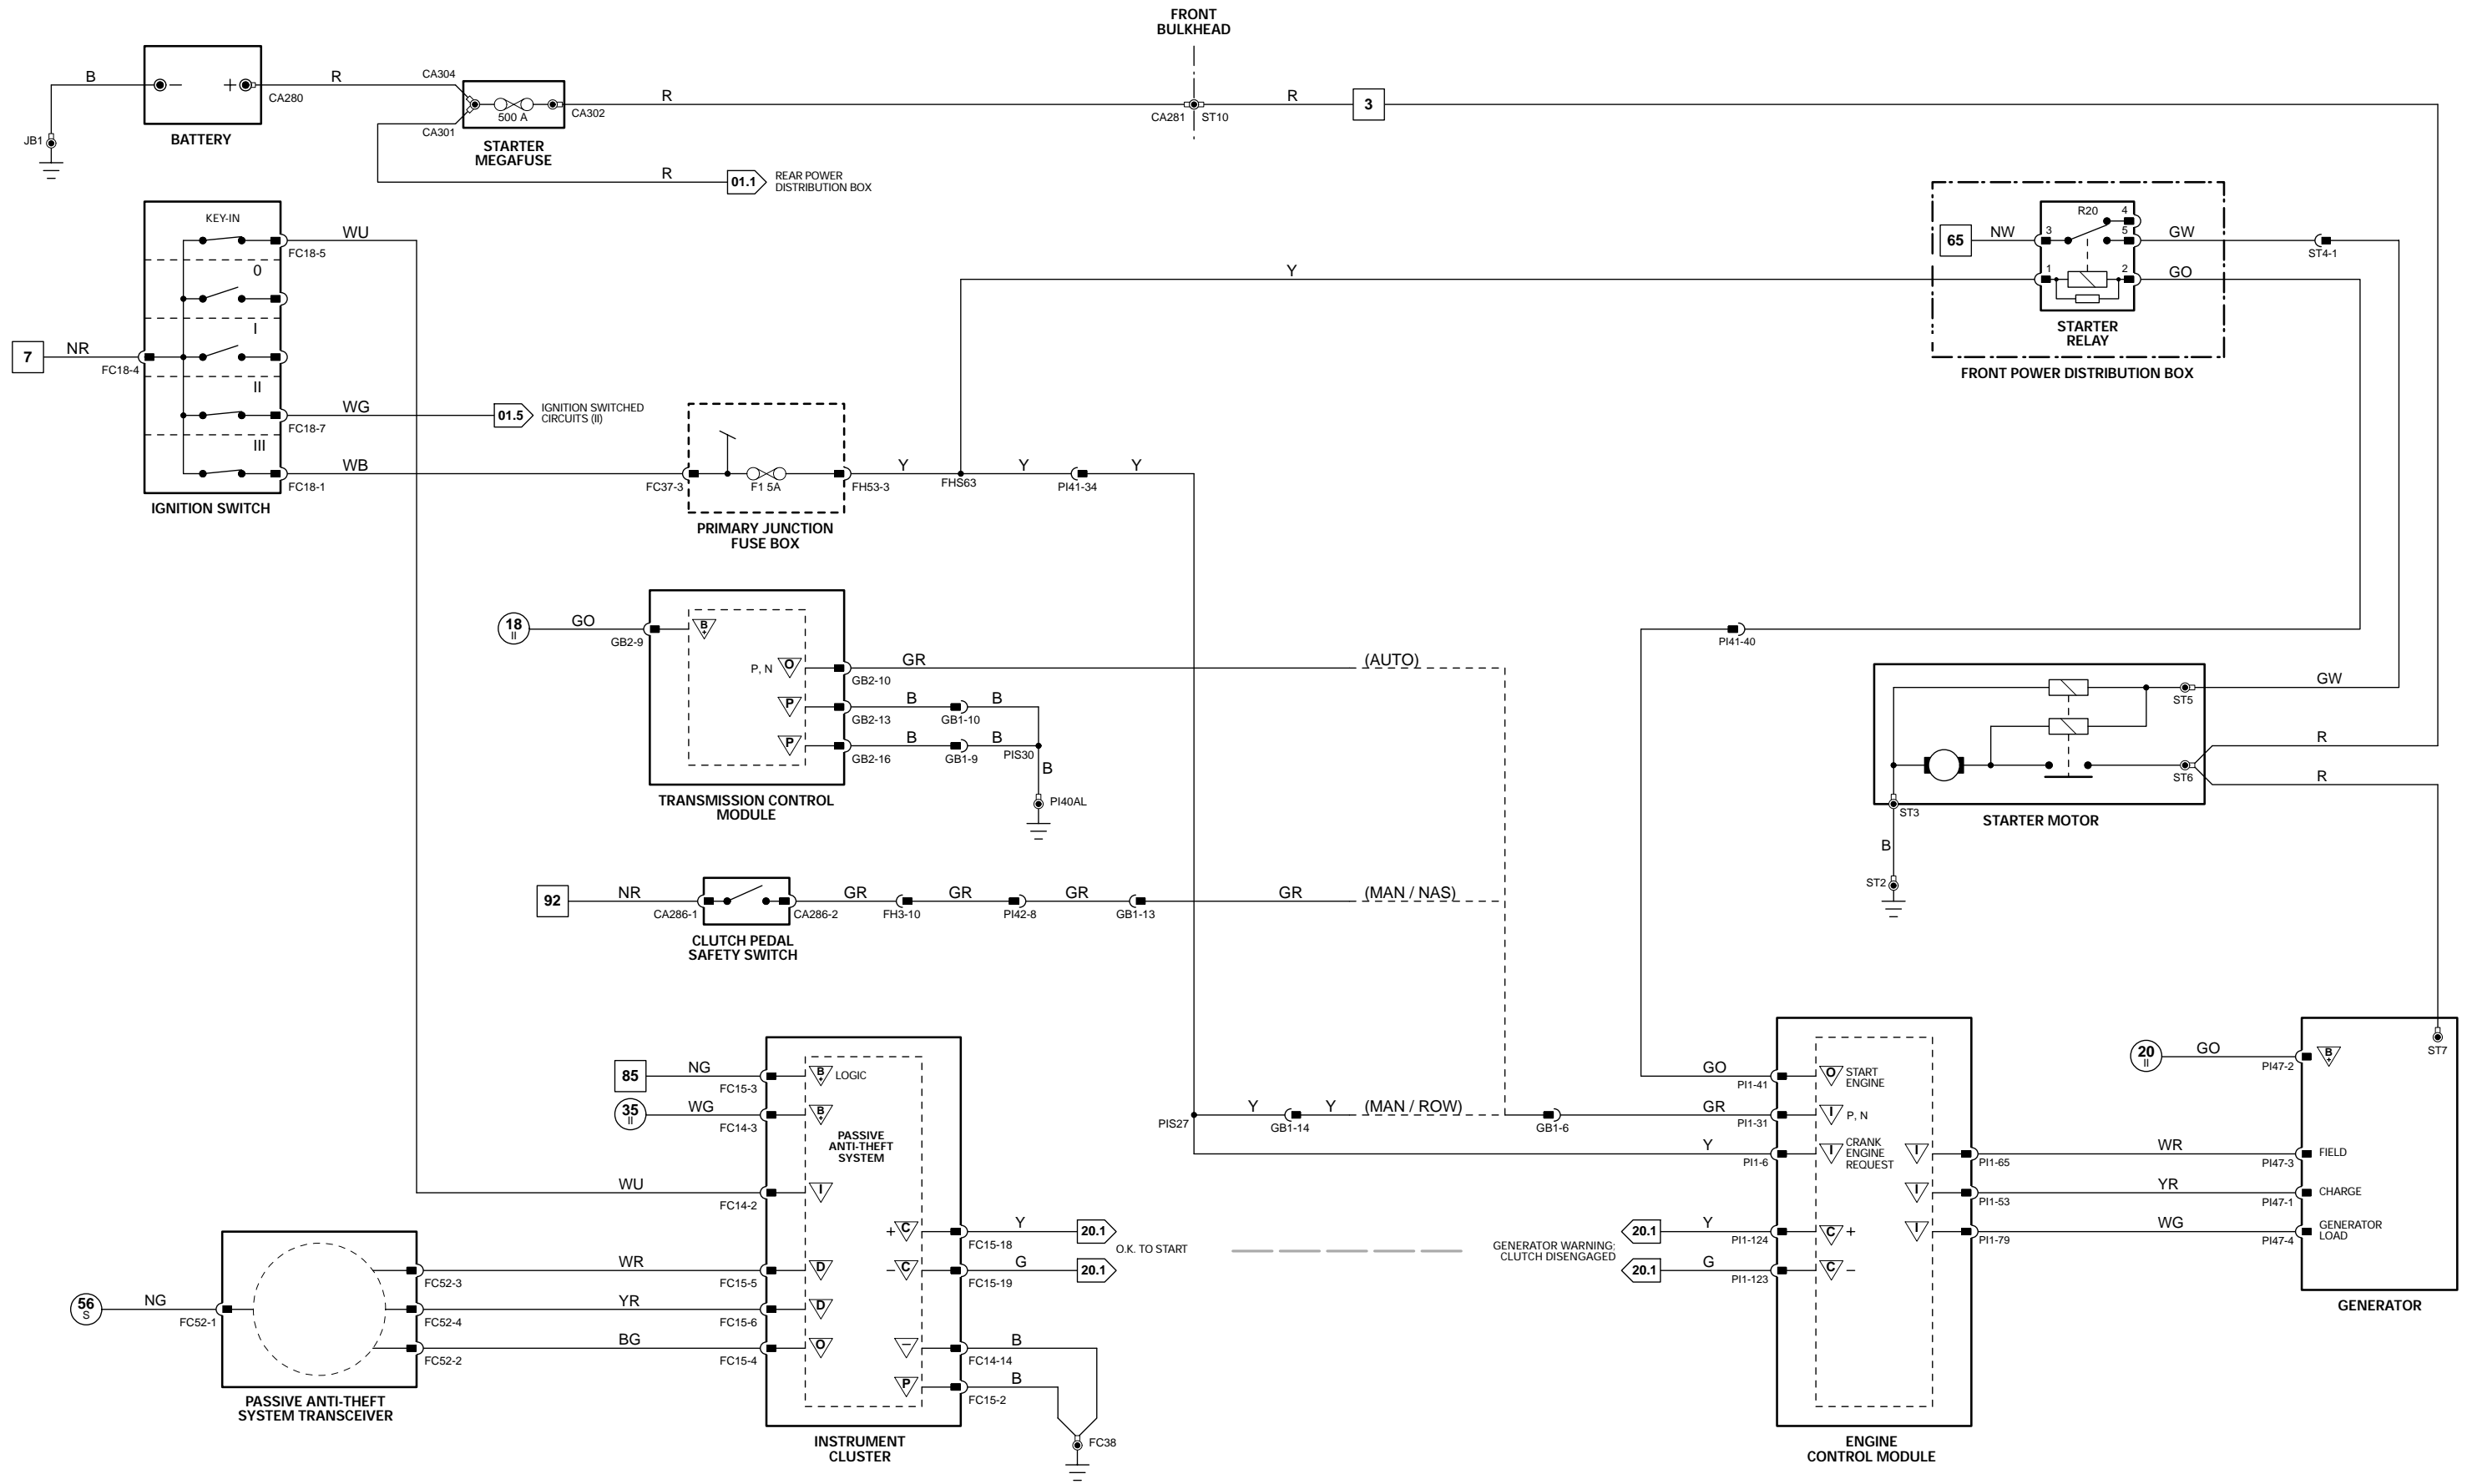 FRONT
BULKHEAD
B
R
CA304
R
R
3
CA280
500 A
CA302
CA281
ST10
JB1
BATTERY
CA301
STARTER
MEGAFUSE
R
01.1
REAR POWER
DISTRIBUTION BOX
KEY-IN
WU
FC18-5
0
I
7
NR
FC18-4
II
WG
01.5
IGNITION SWITCHED
CIRCUITS (II)
FC18-7
III
WB
FC18-1
IGNITION SWITCH
FC37-3
F1 5A
FH53-3
Y
FHS63
Y
PI41-34
Y
PRIMARY JUNCTION
FUSE BOX
Y
R20
4
65
NW
3
5
GW
ST4-1
1
2
GO
STARTER
RELAY
FRONT POWER DISTRIBUTION BOX
18
II
GO
GB2-9
B
+
P, N
O
GB2-10
GR
(AUTO)
P
GB2-13
B
GB1-10
B
P
GB2-16
B
GB1-9
B
PIS30
B
PI40AL
TRANSMISSION CONTROL
MODULE
PI41-40
GW
ST5
R
ST6
R
ST3
STARTER MOTOR
B
ST2
92
NR
CA286-1
CA286-2
GR
FH3-10
GR
PI42-8
GR
GB1-13
GR
(MAN / NAS)
CLUTCH PEDAL
SAFETY SWITCH
85
NG
FC15-3
B
+
LOGIC
35
II
WG
FC14-3
B
+
PASSIVE
ANTI-THEFT
SYSTEM
WU
FC14-2
I
+
C
FC15-18
Y
20.1
O.K. TO START
WR
FC52-3
FC15-5
D
–
C
FC15-19
G
20.1
56
S
NG
FC52-1
FC52-4
YR
FC15-6
D
FC52-2
BG
FC15-4
O
–
FC14-14
B
P
FC15-2
B
FC38
PASSIVE ANTI-THEFT
SYSTEM TRANSCEIVER
INSTRUMENT
CLUSTER
PIS27
Y
GB1-14
Y
(MAN / ROW)
GB1-6
GO
PI1-41
O
START
ENGINE
GR
PI1-31
I
P, N
Y
PI1-6
I
CRANK
ENGINE
REQUEST
I
PI1-65
WR
PI47-3
FIELD
I
PI1-53
YR
PI47-1
CHARGE
I
PI1-79
WG
PI47-4
GENERATOR
LOAD
GENERATOR WARNING;
CLUTCH DISENGAGED
20.1
Y
PI1-124
C
+
20.1
G
PI1-123
C
–
ENGINE
CONTROL MODULE
20
II
GO
PI47-2
B
+
ST7
GENERATOR